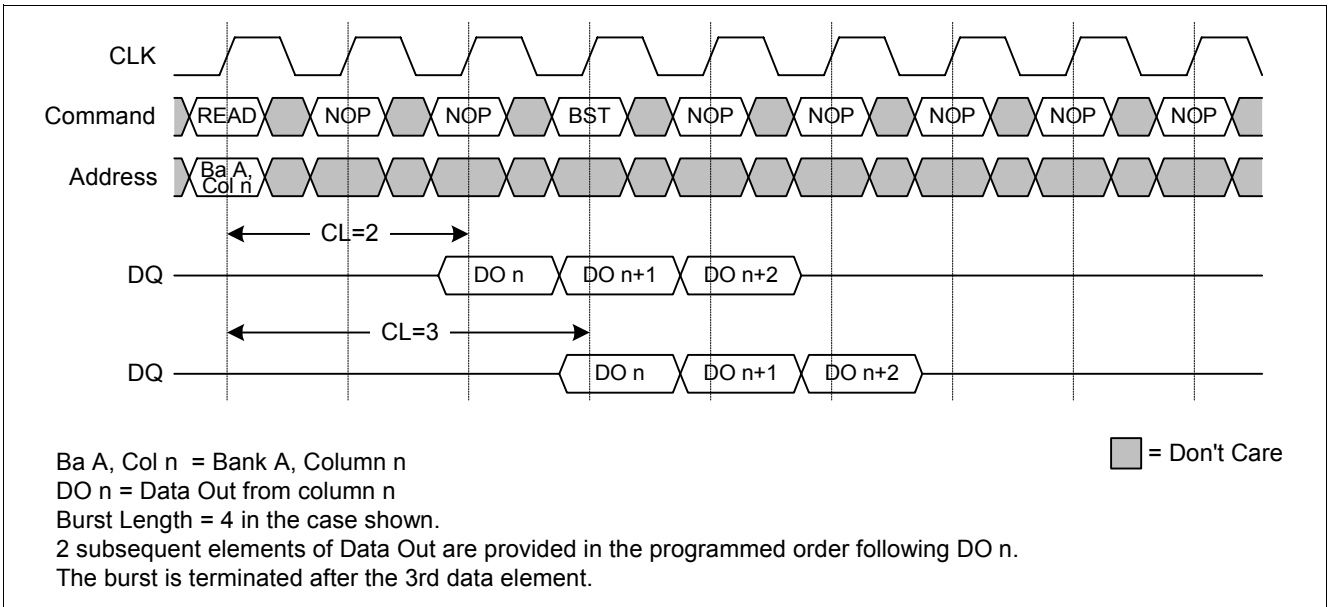 CLK
Command READ NOP NOP BST NOP NOP NOP NOP NOP
Address Ba A,
Col n
CL=2
DQ DO n DO n+1 DO n+2
CL=3
DQ DO n DO n+1 DO n+2
Ba A, Col n = Bank A, Column n
= Don't Care
DO n = Data Out from column n
Burst Length = 4 in the case shown.
2 subsequent elements of Data Out are provided in the programmed order following DO n.
The burst is terminated after the 3rd data element.